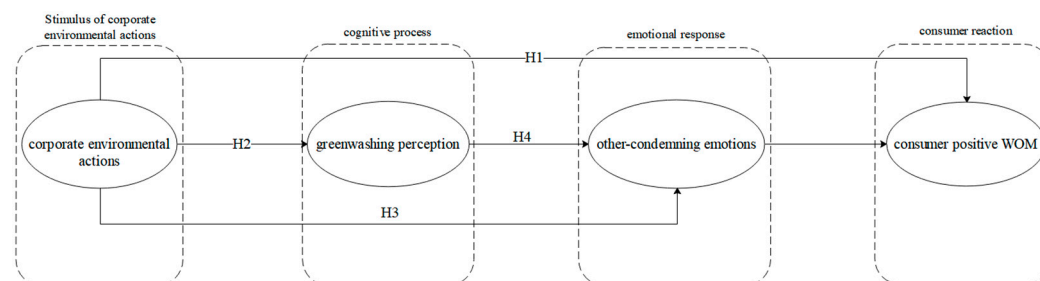 Stimulus of corporate
environmental actions
cognitive process
emotional response
consumer reaction
H1
corporate environmental
actions
H2
greenwashing perception
H4
other-condemning emotions
consumer positive WOM
H3